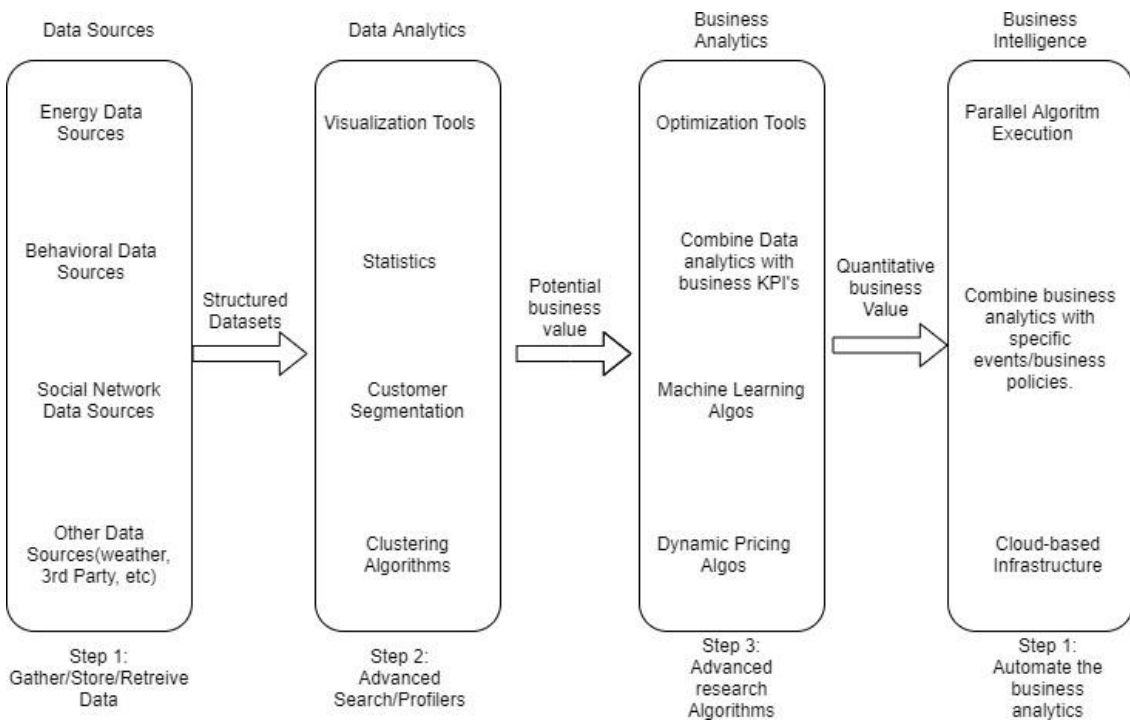 Data Sources
Energy Data
Sources
Behavioral Data
Sources
Social Network
Data Sources
Other Data
Sources(weather,
3rd Party, etc)
Step 1:
Gather/Store/Retreive
Data
Structured
Datasets
Data Analytics
Visualization Tools
Statistics
Customer
Segmentation
Clustering
Algorithms
Step 2:
Advanced
Search/Profilers
Potential
business
value
Business
Analytics
Optimization Tools
Combine Data
analytics with
business KPI's
Machine Learning
Algos
Dynamic Pricing
Algos
Step 3:
Advanced
research
Algorithms
Quantitative
business
Value
Business
Intelligence
Parallel Algoritm
Execution
Combine business
analytics with
specific
events/business
policies.
Cloud-based
Infrastructure
Step 1:
Automate the
business
analytics